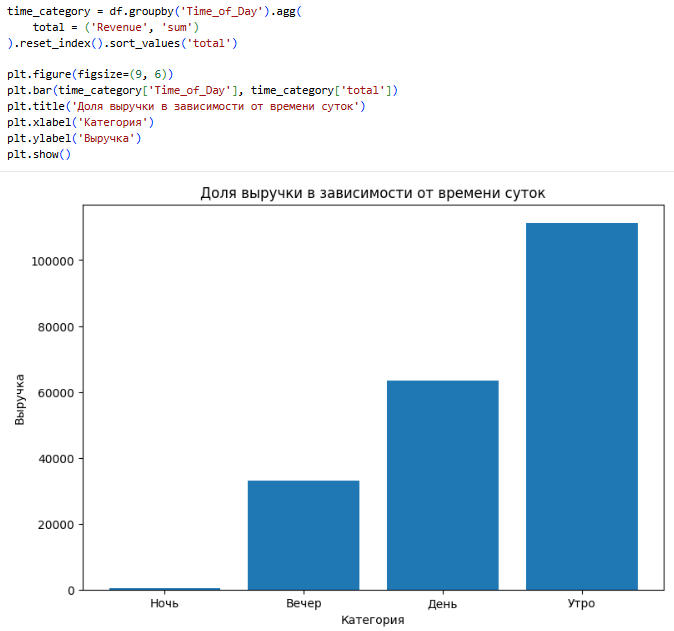 time_category = df.groupby('Time_of_Day').agg(
    total = ('Revenue', 'sum')
).reset_index().sort_values('total')
plt.figure(figsize=(9, 6))
plt.bar(time_category['Time_of_Day'], time_category['total'])
plt.title('Доля выручки в зависимости от времени суток')
plt.xlabel('Категория')
plt.ylabel('Выручка')
plt.show()
Доля выручки в зависимости от времени суток
100000
80000
60000
40000
20000
0
Выручка
Ночь Вечер День Утро
Категория